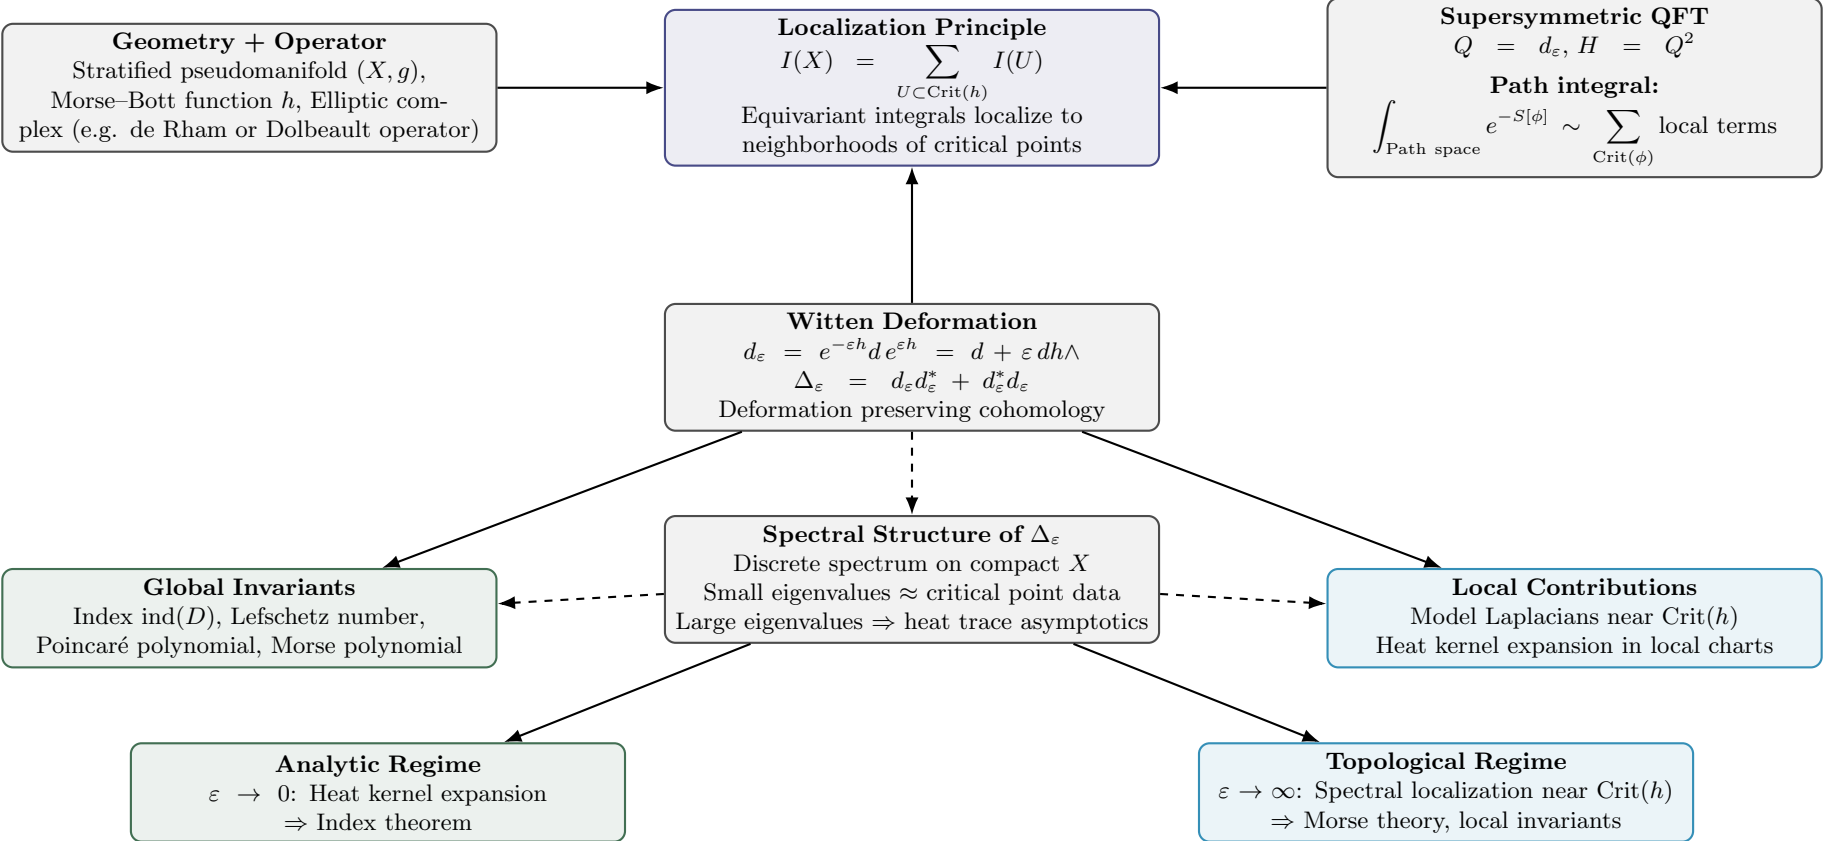 Geometry + Operator
Stratified pseudomanifold (X, g),
Morse–Bott function h, Elliptic com-
plex (e.g. de Rham or Dolbeault operator)
Localization Principle
I(X) = ∑ I(U)
U⊂Crit(h)
Equivariant integrals localize to
neighborhoods of critical points
Supersymmetric QFT
Q = d_ε, H = Q²
Path integral:
∫_{Path space} e^{−S[ϕ]} ∼ ∑_{Crit(ϕ)} local terms
Witten Deformation
d_ε = e^{−εh} d e^{εh} = d + ε dh∧
Δ_ε = d_ε d_ε^* + d_ε^* d_ε
Deformation preserving cohomology
Spectral Structure of Δ_ε
Discrete spectrum on compact X
Small eigenvalues ≈ critical point data
Large eigenvalues ⇒ heat trace asymptotics
Global Invariants
Index ind(D), Lefschetz number,
Poincaré polynomial, Morse polynomial
Local Contributions
Model Laplacians near Crit(h)
Heat kernel expansion in local charts
Analytic Regime
ε → 0: Heat kernel expansion
⇒ Index theorem
Topological Regime
ε → ∞: Spectral localization near Crit(h)
⇒ Morse theory, local invariants